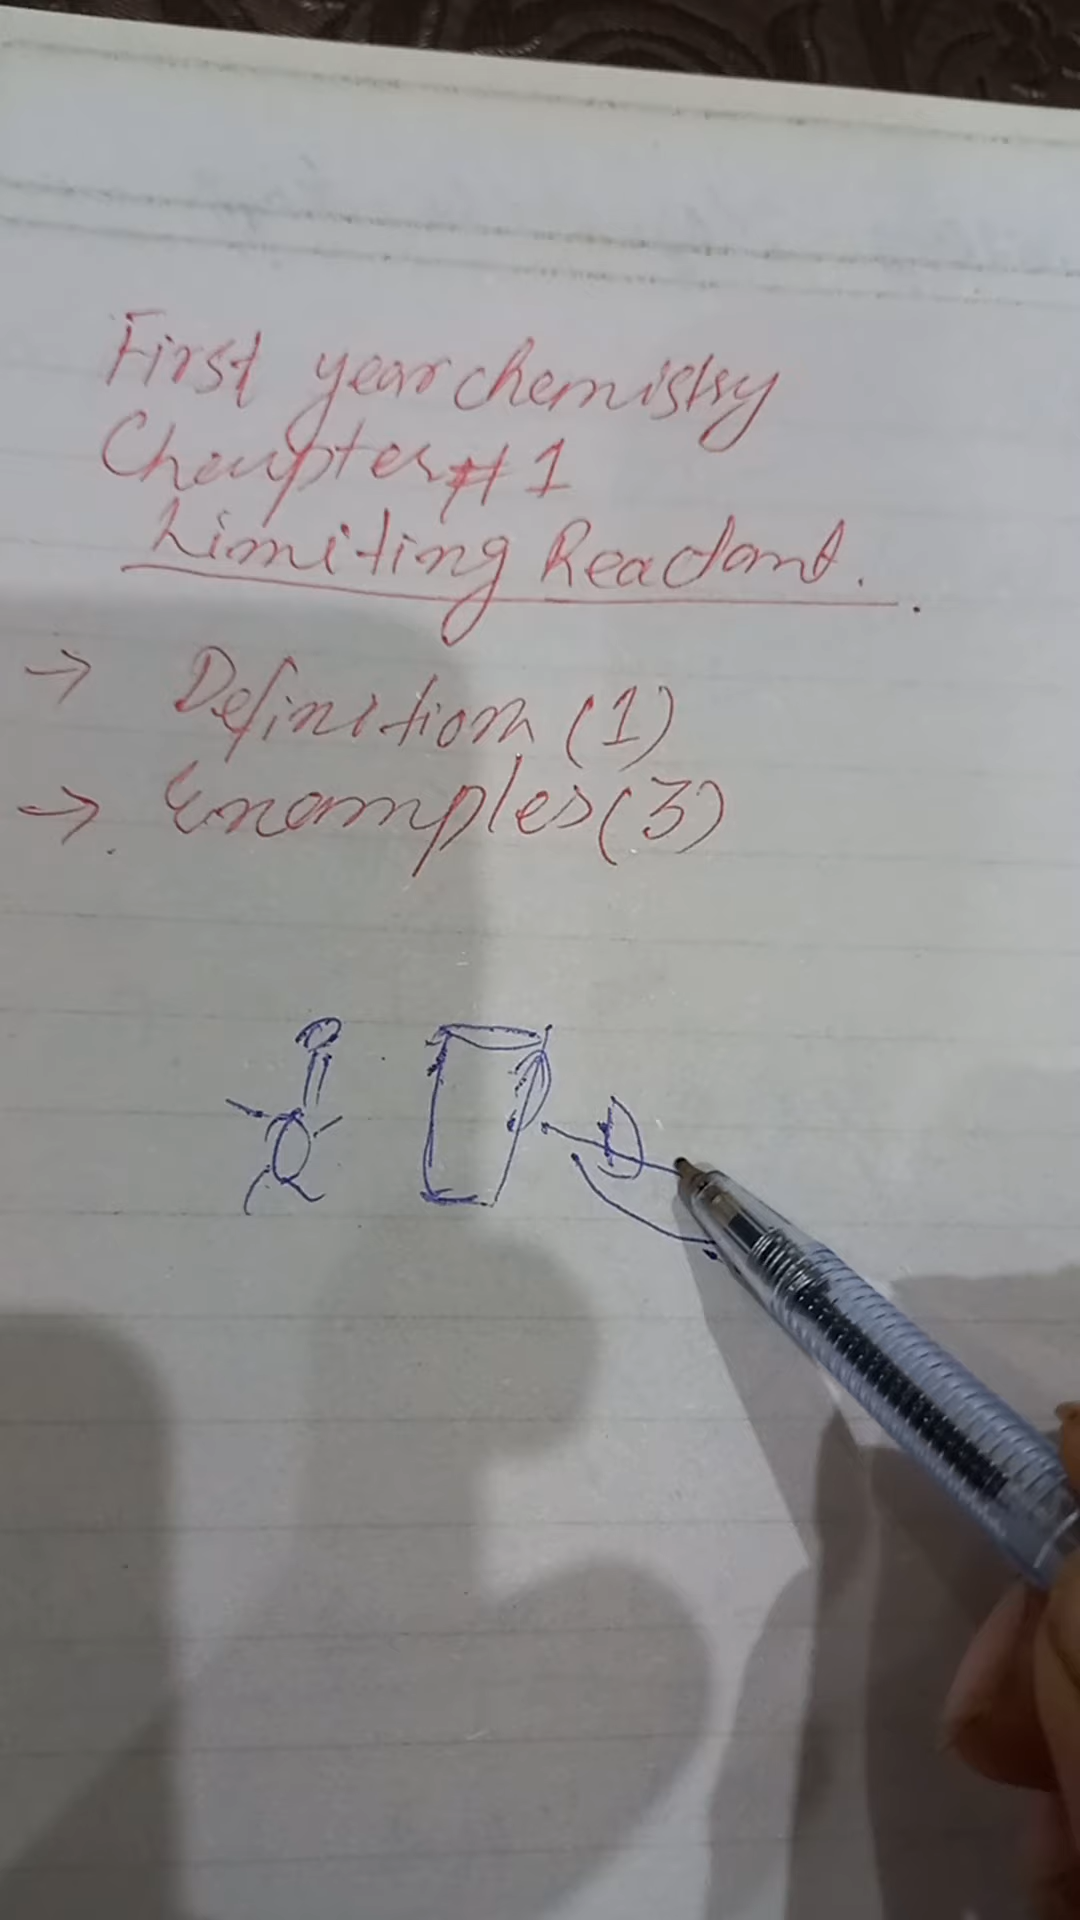 First year chemistry
Chapter # 1
Limiting Reactant.
→ Definition (1)
→ Examples (3)